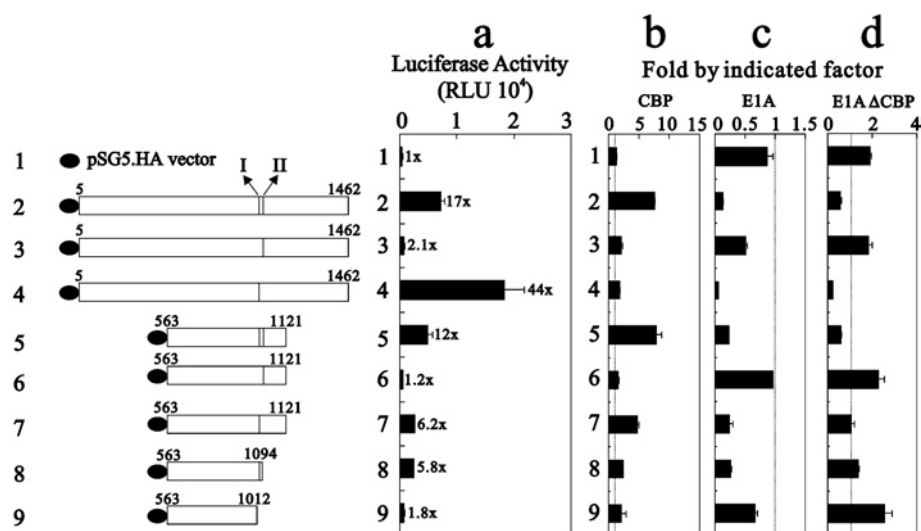 a b c d
Luciferase Activity
(RLU 10⁴)
Fold by indicated factor
CBP E1A E1A ΔCBP
0 1 2 3 0 5 10 15 0 0.5 1 1.5 0 2 4
1 pSG5.HA vector 1 1x 1
I II
2 5 1462 2 17x 2
3 5 1462 3 2.1x 3
4 5 1462 4 44x 4
5 563 1121 5 12x 5
6 563 1121 6 1.2x 6
7 563 1121 7 6.2x 7
8 563 1094 8 5.8x 8
9 563 1012 9 1.8x 9